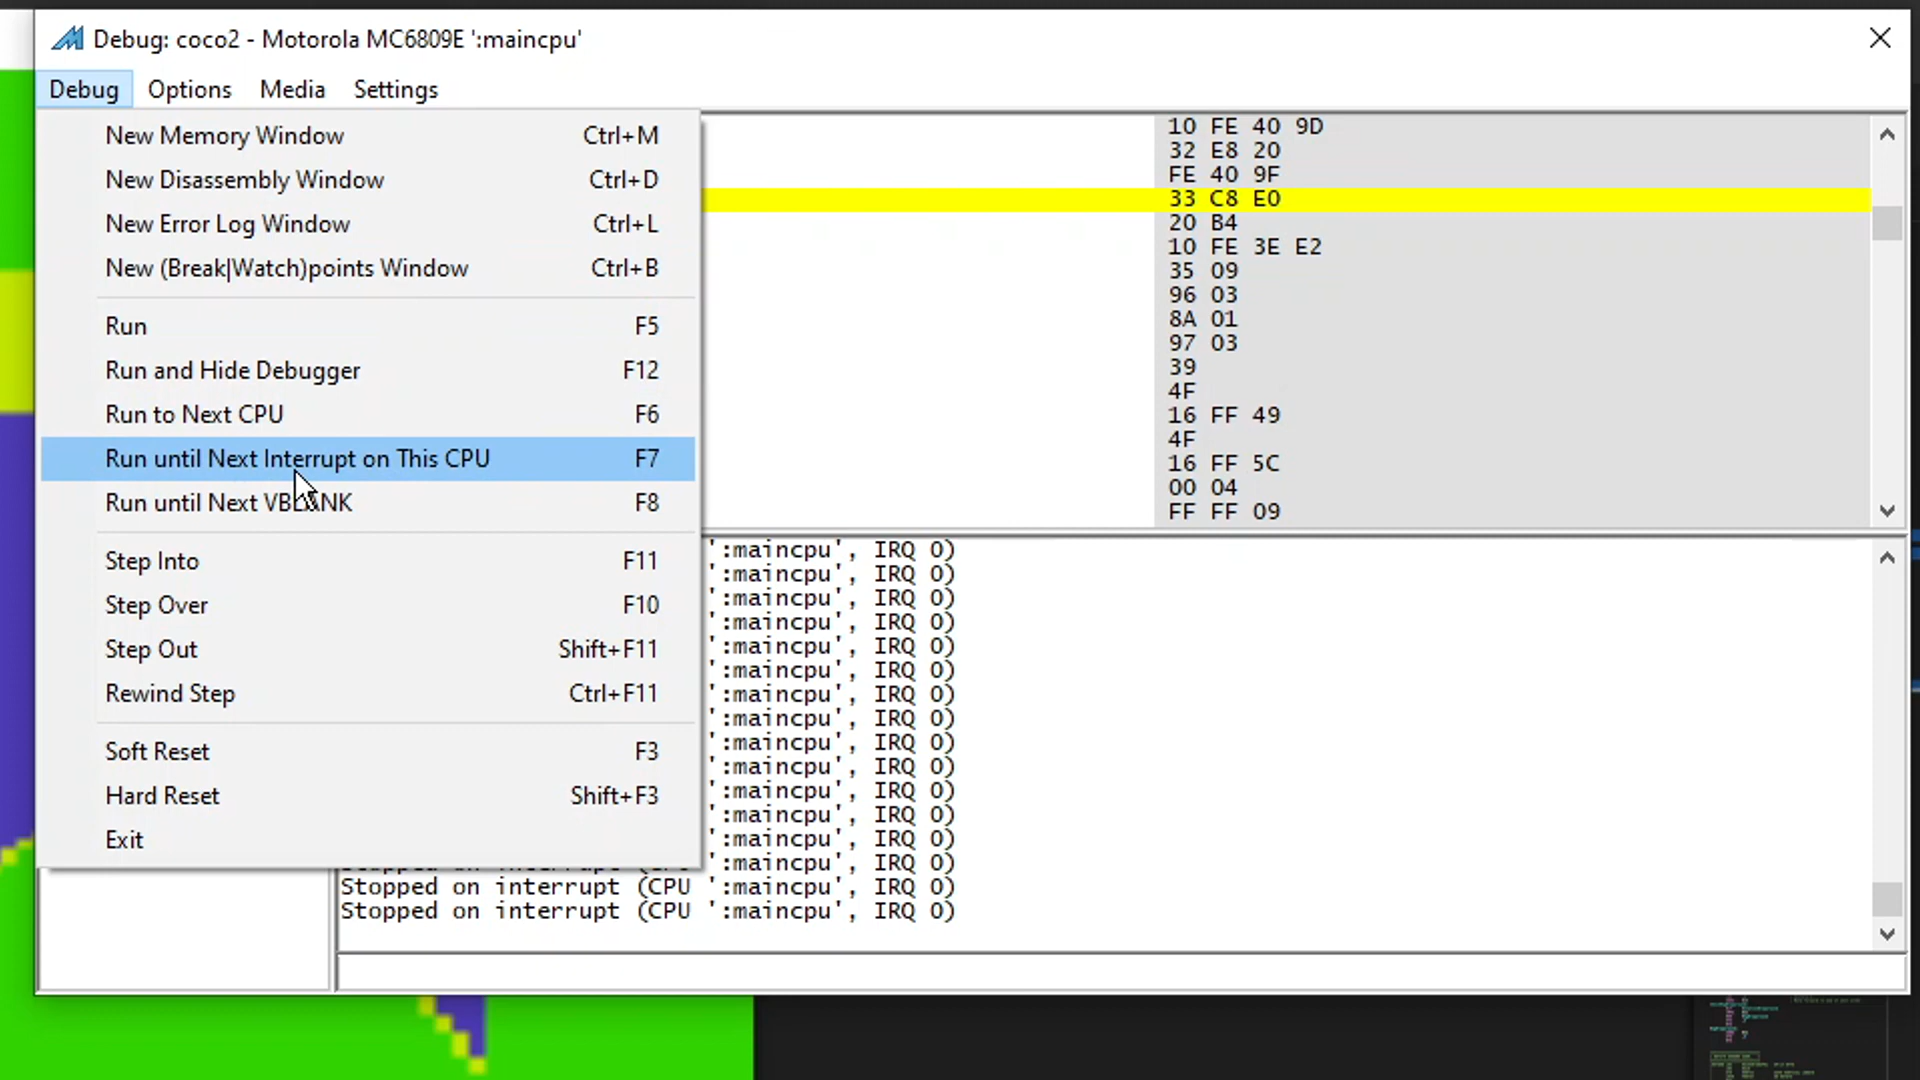 Debug: coco2 - Motorola MC6809E ':maincpu'
Debug Options Media Settings
New Memory Window Ctrl+M
New Disassembly Window Ctrl+D
New Error Log Window Ctrl+L
New (Break|Watch)points Window Ctrl+B
Run F5
Run and Hide Debugger F12
Run to Next CPU F6
Run until Next Interrupt on This CPU F7
Run until Next VBLANK F8
Step Into F11
Step Over F10
Step Out Shift+F11
Rewind Step Ctrl+F11
Soft Reset F3
Hard Reset Shift+F3
Exit
10 FE 40 9D
32 E8 20
FE 40 9F
33 C8 E0
20 B4
10 FE 3E E2
35 09
96 03
8A 01
97 03
39
4F
16 FF 49
4F
16 FF 5C
00 04
FF FF 09
':maincpu', IRQ 0)
':maincpu', IRQ 0)
':maincpu', IRQ 0)
':maincpu', IRQ 0)
':maincpu', IRQ 0)
':maincpu', IRQ 0)
':maincpu', IRQ 0)
':maincpu', IRQ 0)
':maincpu', IRQ 0)
':maincpu', IRQ 0)
':maincpu', IRQ 0)
':maincpu', IRQ 0)
':maincpu', IRQ 0)
':maincpu', IRQ 0)
Stopped on interrupt (CPU ':maincpu', IRQ 0)
Stopped on interrupt (CPU ':maincpu', IRQ 0)